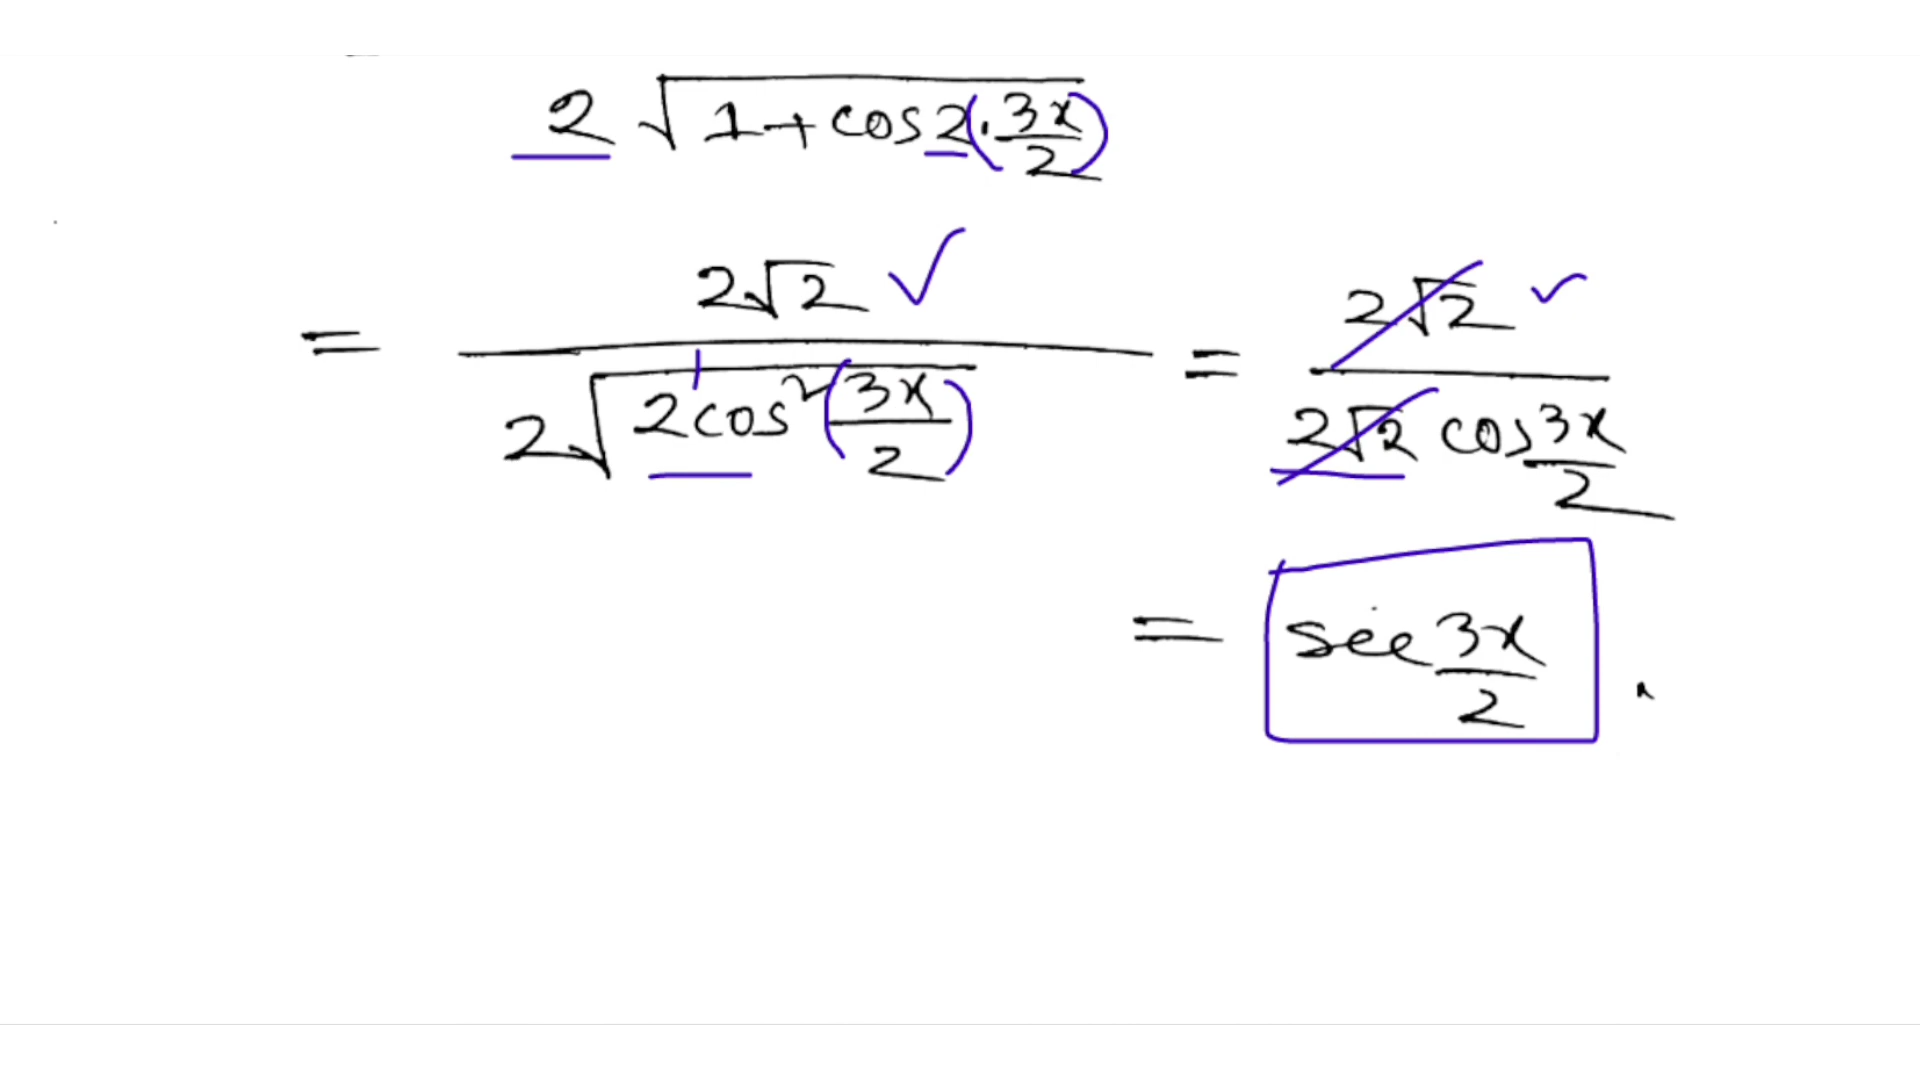 2 √(1 + cos 2(· 3x/2))
= 2√2 / 2√(2cos²(3x/2)) = 2√2 / 2√2 cos 3x/2
= sec 3x/2 .